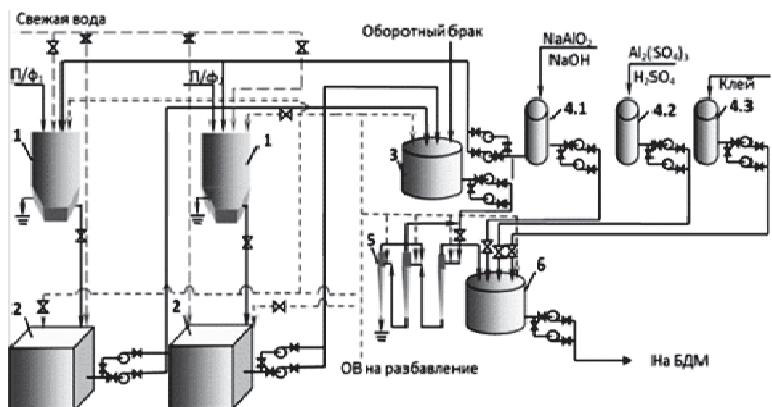 Свежая вода
Оборотный брак
NaAlO₂
NaOH
Al₂(SO₄)₃
H₂SO₄
Клей
П/ф₁
П/ф₂
1
1
3
4.1
4.2
4.3
5
6
2
2
ОВ на разбавление
На БДМ